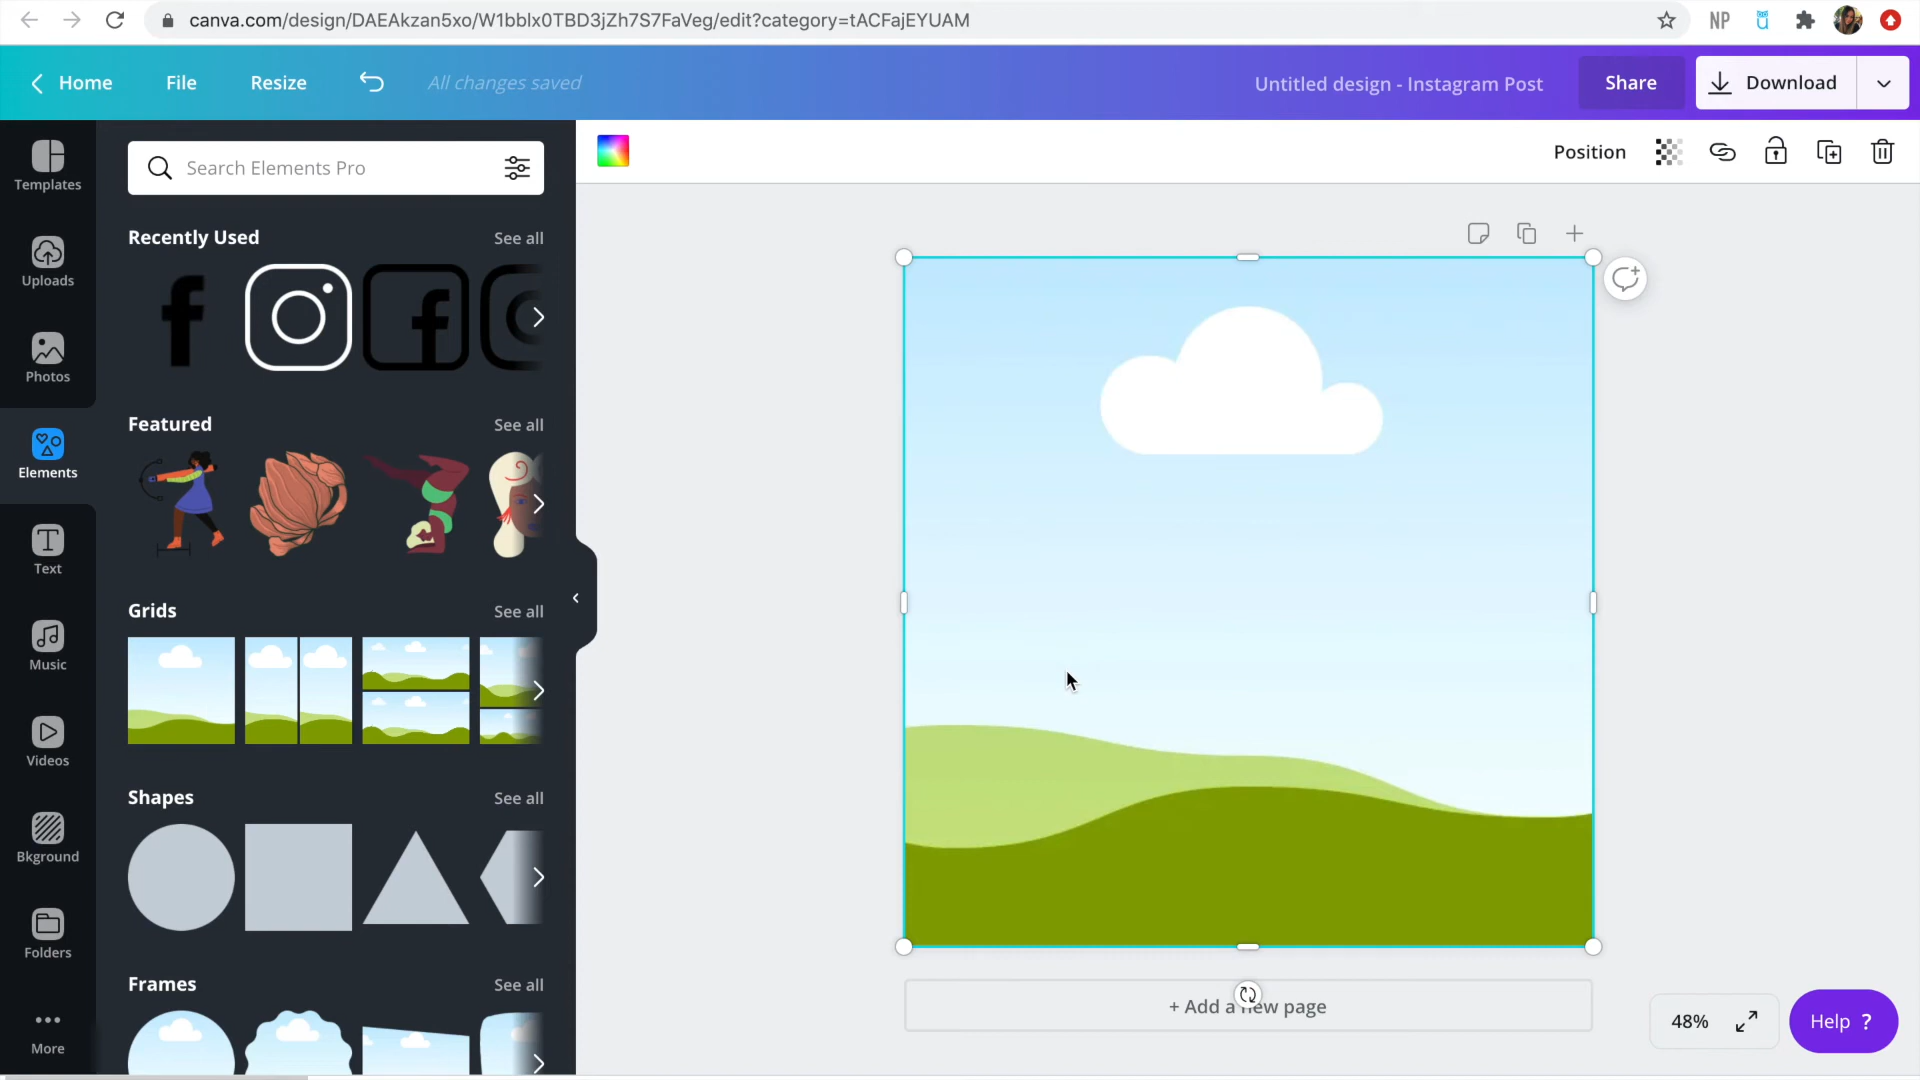 canva.com/design/DAEAkzan5xo/W1bblx0TBD3jZh7S7FaVeg/edit?category=tACFajEYUAM
NP
Home
File
Resize
All changes saved
Untitled design - Instagram Post
Share
Download
Templates
Uploads
Photos
Elements
Text
Music
Videos
Bkground
Folders
More
Search Elements Pro
Recently Used
See all
Featured
See all
Grids
See all
Shapes
See all
Frames
See all
Position
+ Add a new page
48%
Help ?